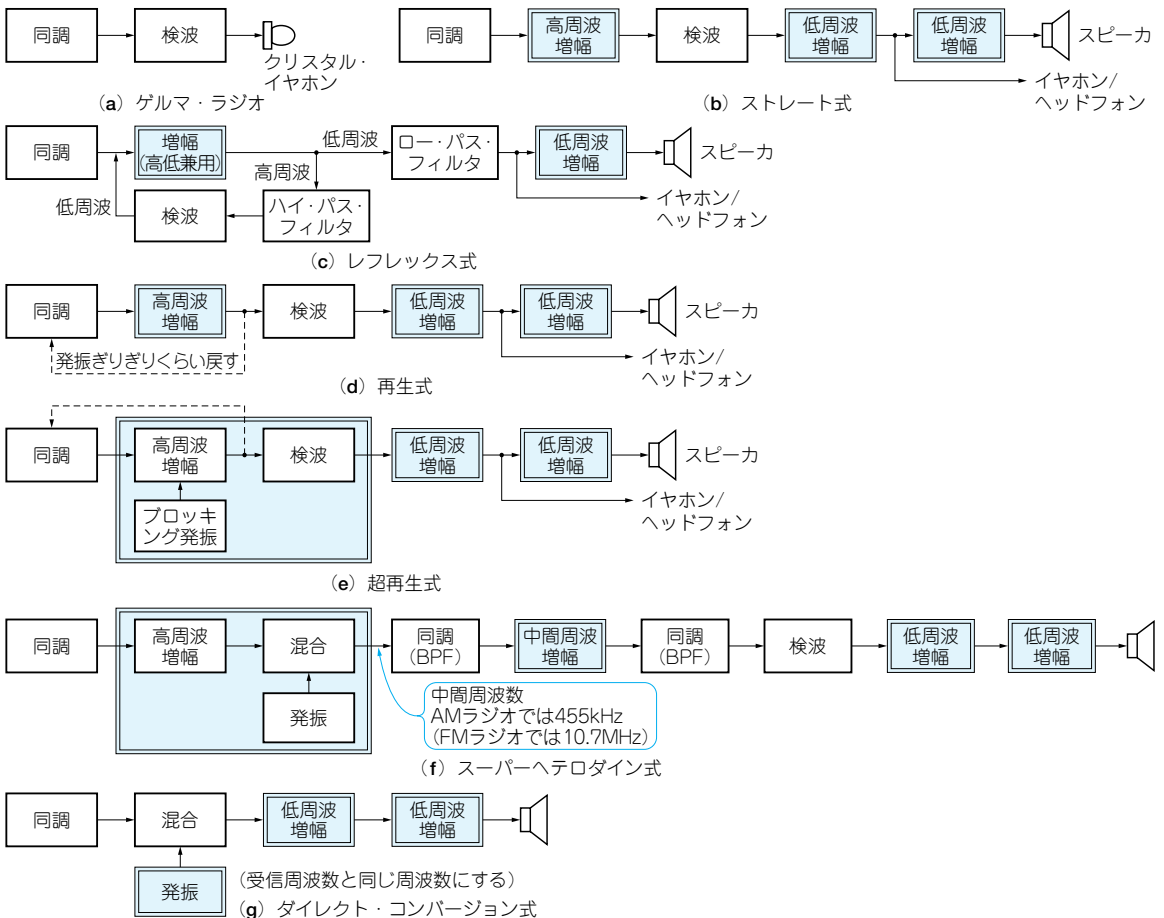 同調
検波
クリスタル・
イヤホン
(a) ゲルマ・ラジオ
同調
高周波
増幅
検波
低周波
増幅
低周波
増幅
スピーカ
イヤホン/
ヘッドフォン
(b) ストレート式
同調
増幅
(高低兼用)
低周波
高周波
ロー・パス・
フィルタ
低周波
増幅
スピーカ
低周波
検波
ハイ・パス・
フィルタ
イヤホン/
ヘッドフォン
(c) レフレックス式
同調
高周波
増幅
検波
低周波
増幅
低周波
増幅
スピーカ
発振ぎりぎりくらい戻す
イヤホン/
ヘッドフォン
(d) 再生式
同調
高周波
増幅
検波
低周波
増幅
低周波
増幅
スピーカ
ブロッキ
ング発振
イヤホン/
ヘッドフォン
(e) 超再生式
同調
高周波
増幅
混合
同調
(BPF)
中間周波
増幅
同調
(BPF)
検波
低周波
増幅
低周波
増幅
発振
中間周波数
AMラジオでは455kHz
(FMラジオでは10.7MHz)
(f) スーパーヘテロダイン式
同調
混合
低周波
増幅
低周波
増幅
発振
(受信周波数と同じ周波数にする)
(g) ダイレクト・コンバージョン式